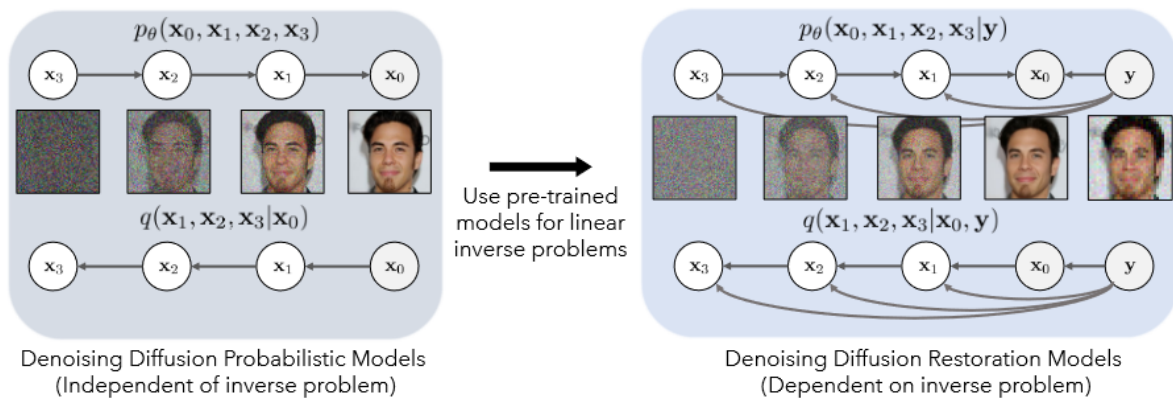 pθ(x0, x1, x2, x3)
x3 x2 x1 x0
q(x1, x2, x3|x0)
x3 x2 x1 x0
Denoising Diffusion Probabilistic Models
(Independent of inverse problem)
Use pre-trained
models for linear
inverse problems
pθ(x0, x1, x2, x3|y)
x3 x2 x1 x0 y
q(x1, x2, x3|x0, y)
x3 x2 x1 x0 y
Denoising Diffusion Restoration Models
(Dependent on inverse problem)